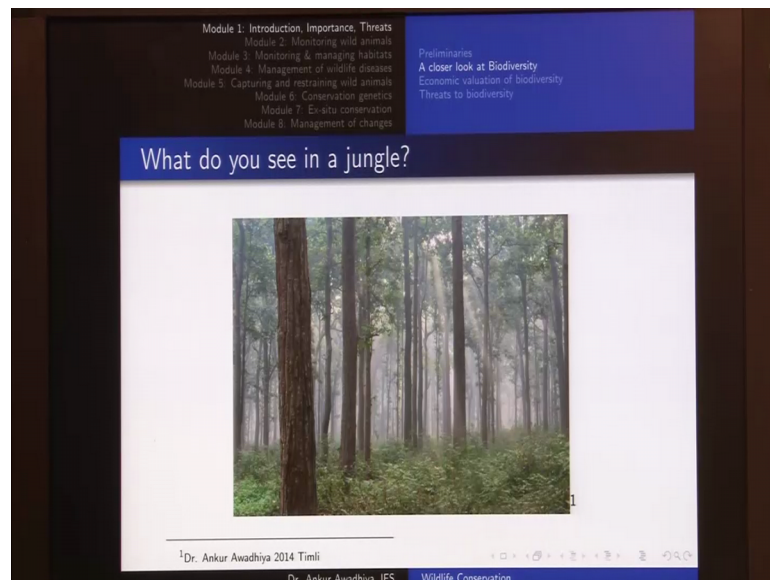 Module 1: Introduction, Importance, Threats
Module 2: Monitoring wild animals
Module 3: Monitoring & managing habitats
Module 4: Management of wildlife diseases
Module 5: Capturing and restraining wild animals
Module 6: Conservation genetics
Module 7: Ex-situ conservation
Module 8: Management of changes
Preliminaries
A closer look at Biodiversity
Economic valuation of biodiversity
Threats to biodiversity
What do you see in a jungle?
1
1Dr. Ankur Awadhiya 2014 Timli
Dr. Ankur Awadhiya, IFS
Wildlife Conservation